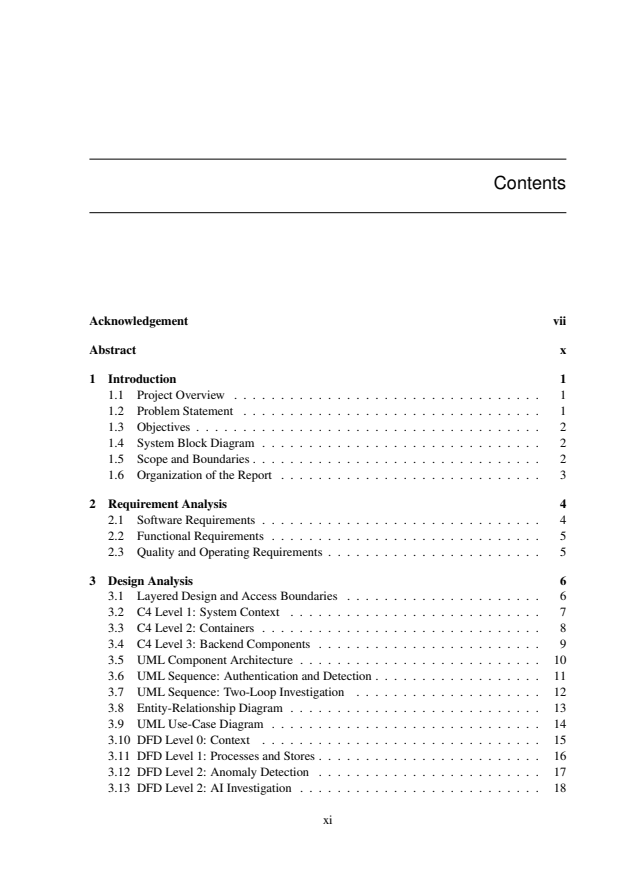 Contents
Acknowledgement vii
Abstract x
1 Introduction 1
1.1 Project Overview . . . . . . . . . . . . . . . . . . . . . . . . . . . . . 1
1.2 Problem Statement . . . . . . . . . . . . . . . . . . . . . . . . . . . . 1
1.3 Objectives . . . . . . . . . . . . . . . . . . . . . . . . . . . . . . . . 2
1.4 System Block Diagram . . . . . . . . . . . . . . . . . . . . . . . . . . 2
1.5 Scope and Boundaries . . . . . . . . . . . . . . . . . . . . . . . . . . . 2
1.6 Organization of the Report . . . . . . . . . . . . . . . . . . . . . . . . 3
2 Requirement Analysis 4
2.1 Software Requirements . . . . . . . . . . . . . . . . . . . . . . . . . . 4
2.2 Functional Requirements . . . . . . . . . . . . . . . . . . . . . . . . . 5
2.3 Quality and Operating Requirements . . . . . . . . . . . . . . . . . . . . 5
3 Design Analysis 6
3.1 Layered Design and Access Boundaries . . . . . . . . . . . . . . . . . . 6
3.2 C4 Level 1: System Context . . . . . . . . . . . . . . . . . . . . . . . 7
3.3 C4 Level 2: Containers . . . . . . . . . . . . . . . . . . . . . . . . . . 8
3.4 C4 Level 3: Backend Components . . . . . . . . . . . . . . . . . . . . . 9
3.5 UML Component Architecture . . . . . . . . . . . . . . . . . . . . . . . 10
3.6 UML Sequence: Authentication and Detection . . . . . . . . . . . . . . . 11
3.7 UML Sequence: Two-Loop Investigation . . . . . . . . . . . . . . . . . . 12
3.8 Entity-Relationship Diagram . . . . . . . . . . . . . . . . . . . . . . . 13
3.9 UML Use-Case Diagram . . . . . . . . . . . . . . . . . . . . . . . . . . 14
3.10 DFD Level 0: Context . . . . . . . . . . . . . . . . . . . . . . . . . . 15
3.11 DFD Level 1: Processes and Stores . . . . . . . . . . . . . . . . . . . . 16
3.12 DFD Level 2: Anomaly Detection . . . . . . . . . . . . . . . . . . . . . 17
3.13 DFD Level 2: AI Investigation . . . . . . . . . . . . . . . . . . . . . . 18
xi